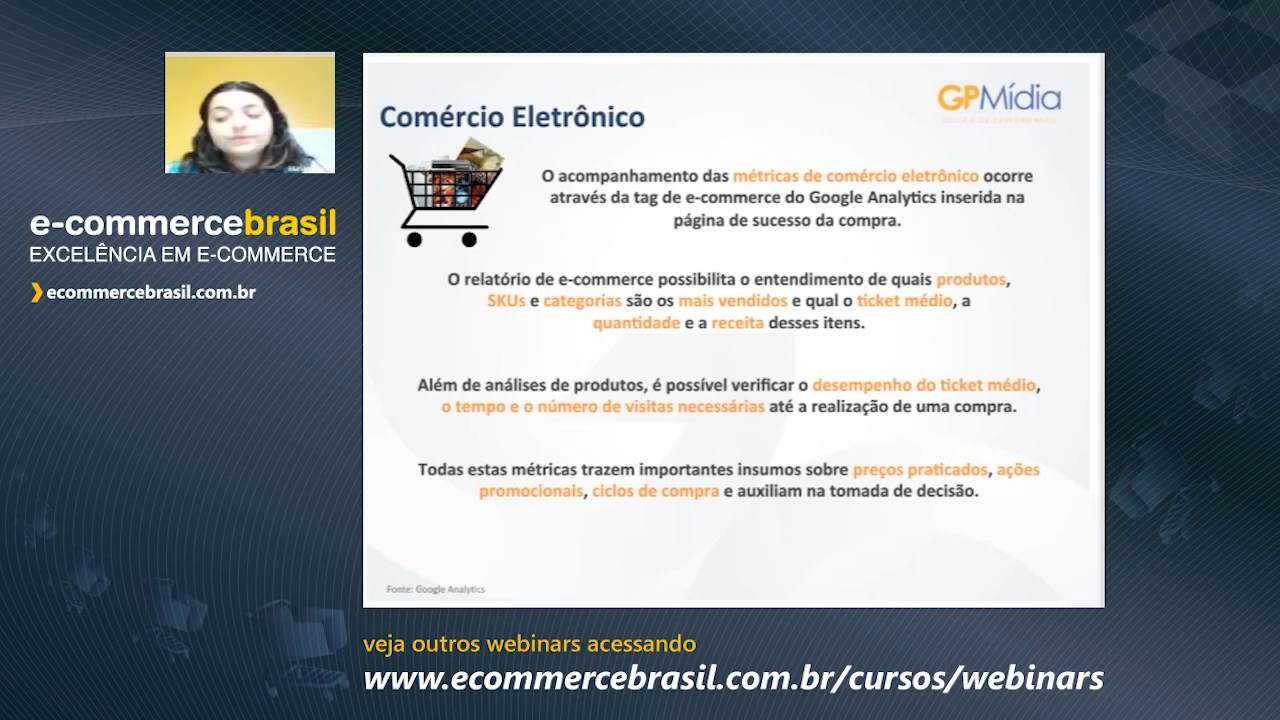 e-commercebrasil
EXCELÊNCIA EM E-COMMERCE
ecommercebrasil.com.br
GPMídia
Comércio Eletrônico
O acompanhamento das métricas de comércio eletrônico ocorre
através da tag de e-commerce do Google Analytics inserida na
página de sucesso da compra.
O relatório de e-commerce possibilita o entendimento de quais produtos,
SKUs e categorias são os mais vendidos e qual o ticket médio, a
quantidade e a receita desses itens.
Além de análises de produtos, é possível verificar o desempenho do ticket médio,
o tempo e o número de visitas necessárias até a realização de uma compra.
Todas estas métricas trazem importantes insumos sobre preços praticados, ações
promocionais, ciclos de compra e auxiliam na tomada de decisão.
Fonte: Google Analytics
veja outros webinars acessando
www.ecommercebrasil.com.br/cursos/webinars